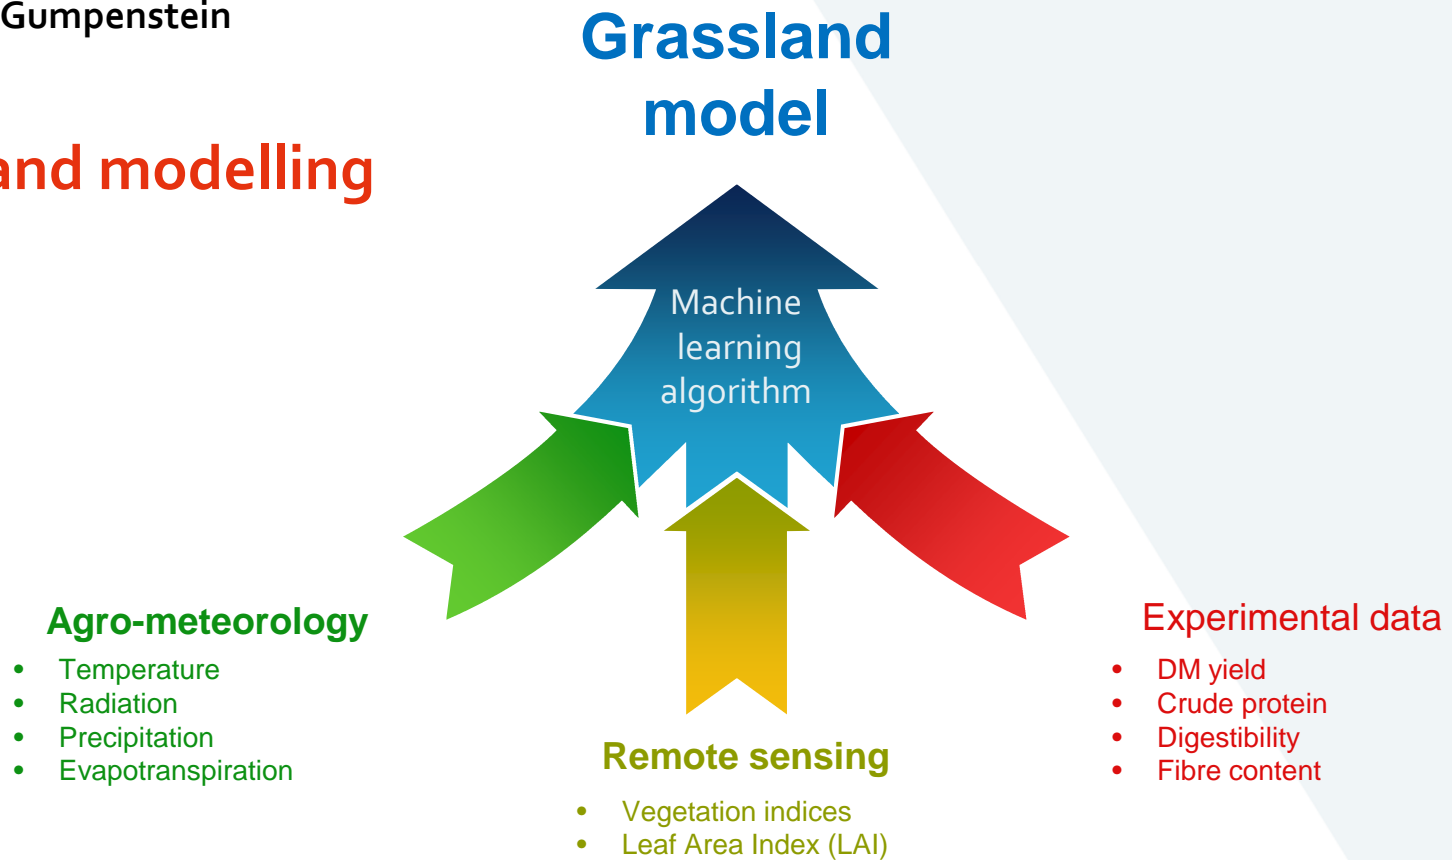 Gumpenstein
and modelling
Grassland
model
Machine
learning
algorithm
Agro-meteorology
• Temperature
• Radiation
• Precipitation
• Evapotranspiration
Remote sensing
• Vegetation indices
• Leaf Area Index (LAI)
Experimental data
• DM yield
• Crude protein
• Digestibility
• Fibre content